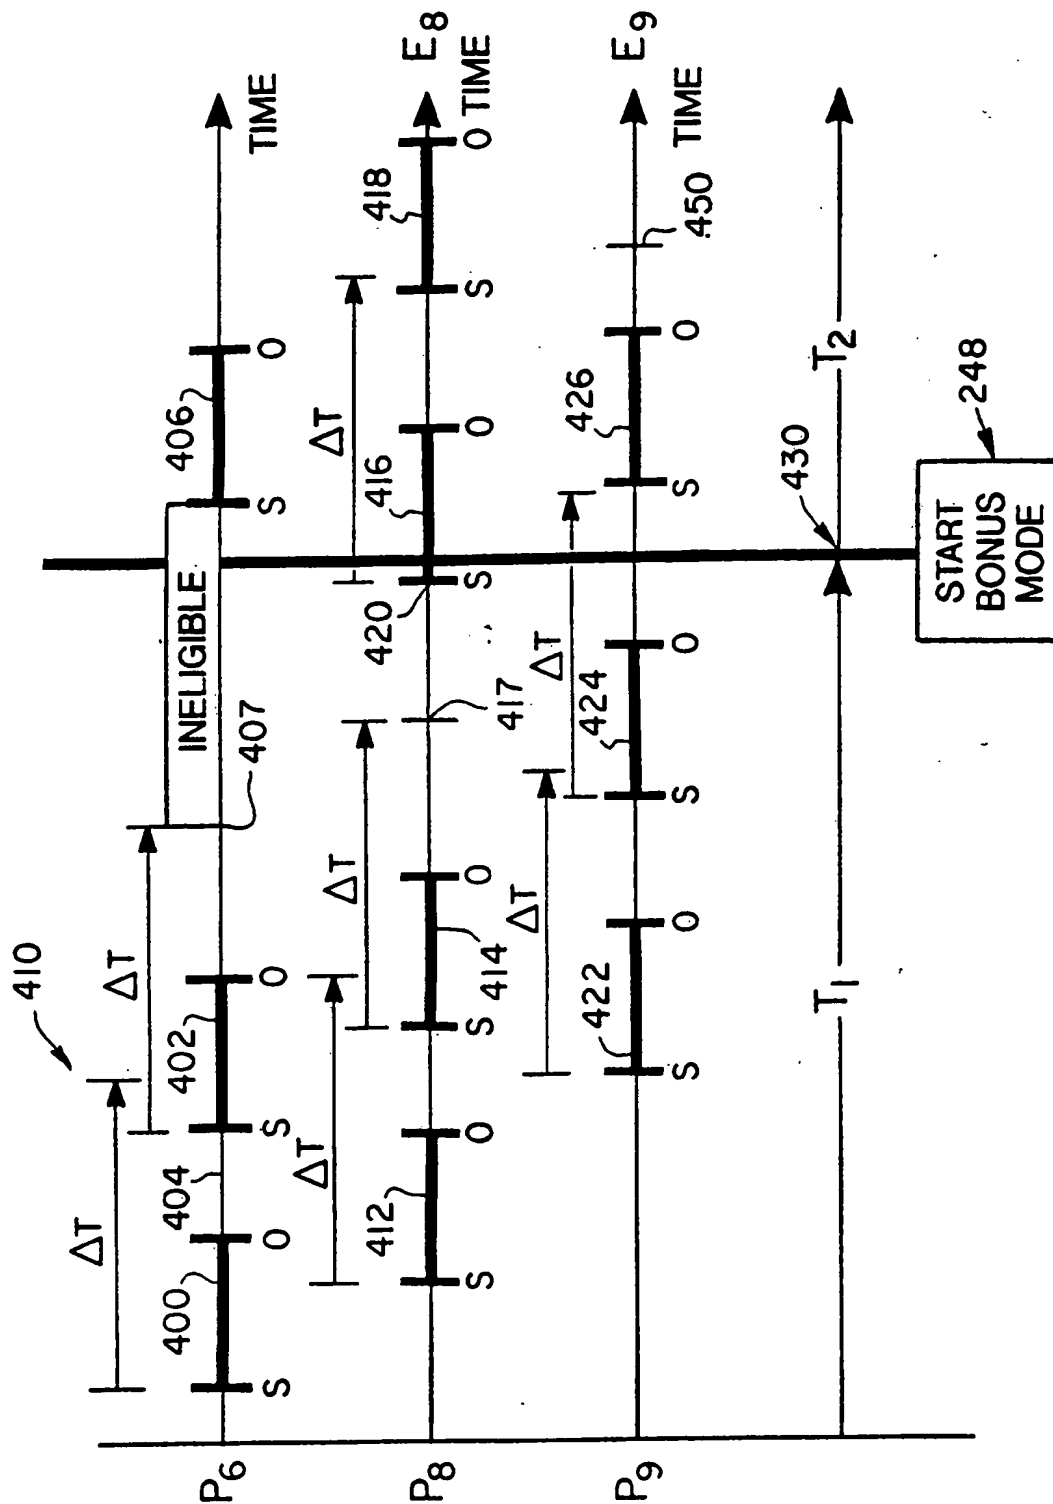 410
ΔT
ΔT
400
404
402
INELIGIBLE
406
P6
S
O
S
O
407
S
O
TIME
ΔT
ΔT
ΔT
412
414
416
418
E8
P8
S
O
S
O
417
420
S
O
S
O
TIME
ΔT
ΔT
422
424
426
E9
P9
S
O
S
O
S
O
450
TIME
T1
430
T2
START
BONUS
MODE
248